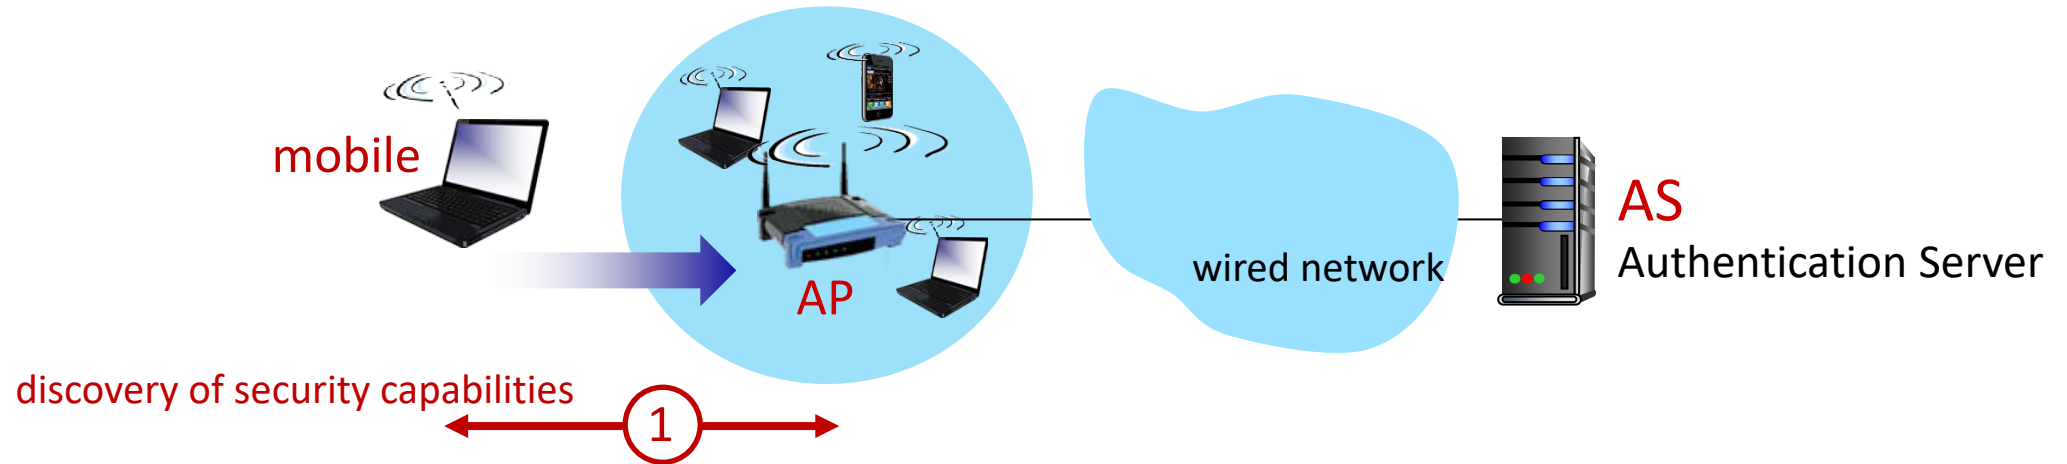 mobile
AP
wired network
AS
Authentication Server
discovery of security capabilities
1